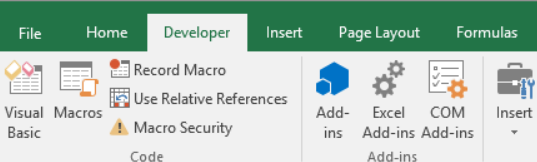 File Home Developer Insert Page Layout Formulas
Record Macro
Use Relative References
Macro Security
Visual Basic
Macros
Add-ins
Excel Add-ins
COM Add-ins
Insert
Code
Add-ins